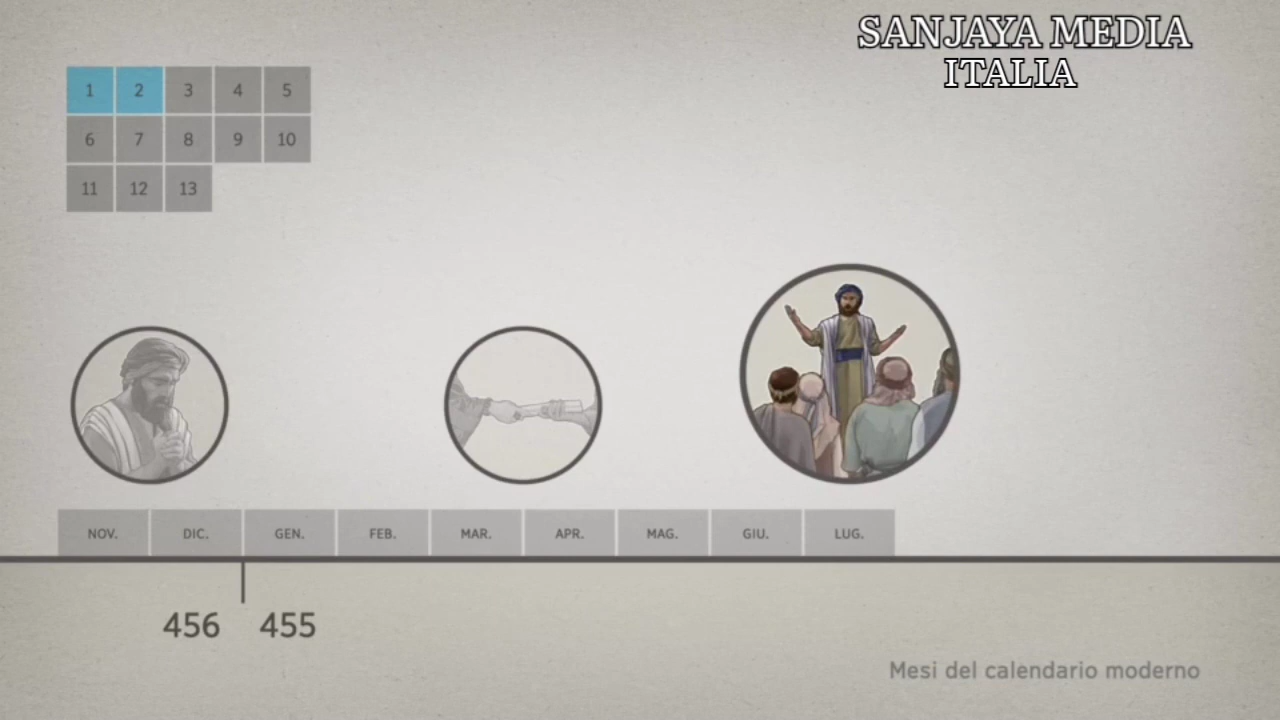 SANJAYA MEDIA
ITALIA
1 2 3 4 5
6 7 8 9 10
11 12 13
NOV. DIC. GEN. FEB. MAR. APR. MAG. GIU. LUG.
456 455
Mesi del calendario moderno